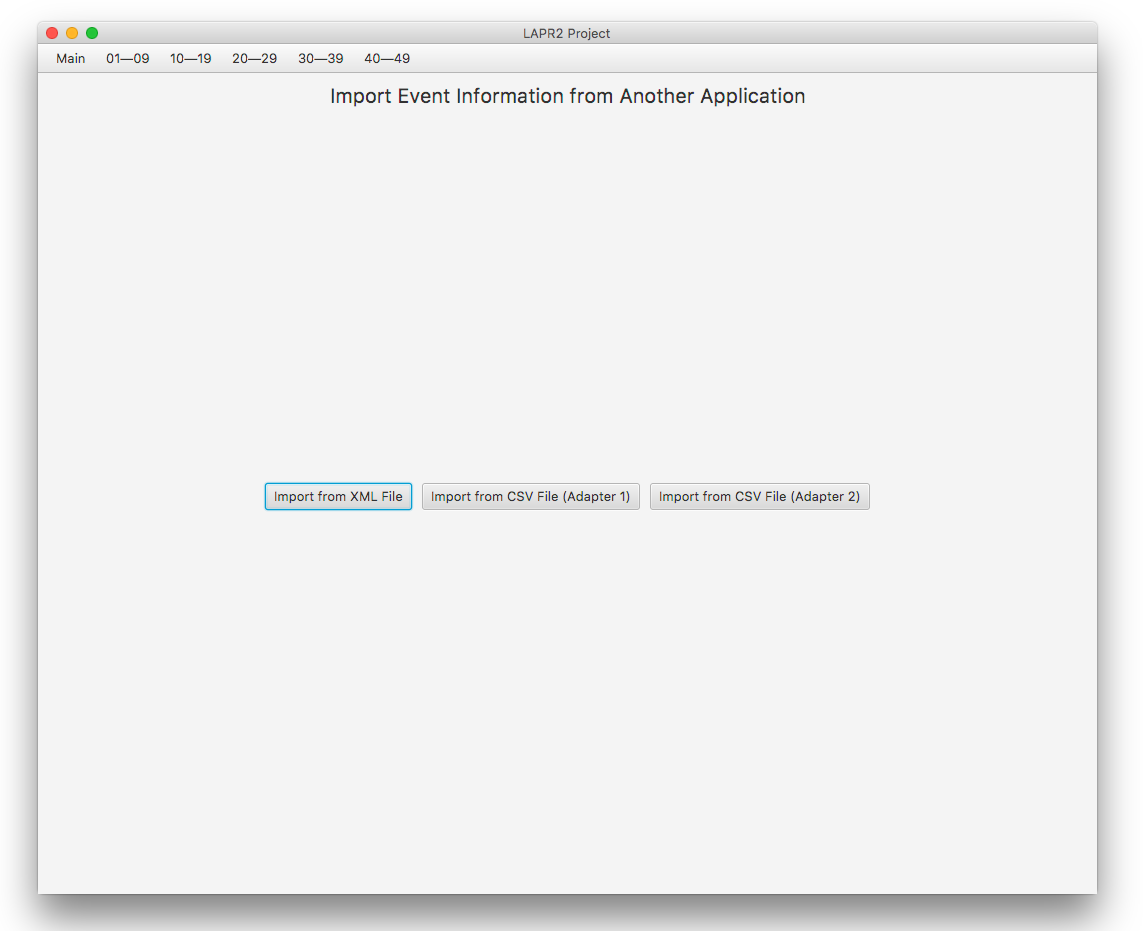 LAPR2 Project
Main 01—09 10—19 20—29 30—39 40—49
Import Event Information from Another Application
Import from XML File Import from CSV File (Adapter 1) Import from CSV File (Adapter 2)